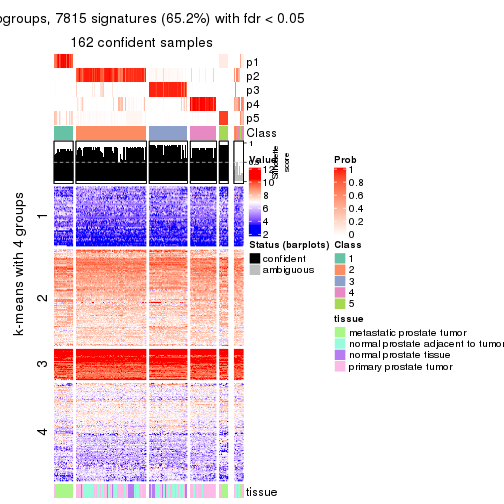 ogroups, 7815 signatures (65.2%) with fdr < 0.05
162 confident samples
p1
p2
p3
p4
p5
Class
1
score
Value
12
10
8
6
4
2
Prob
1
0.8
0.6
0.4
0.2
0
Status (barplots)
confident
ambiguous
Class
1
2
3
4
5
tissue
metastatic prostate tumor
normal prostate adjacent to tumor
normal prostate tissue
primary prostate tumor
k-means with 4 groups
1
2
3
4
tissue